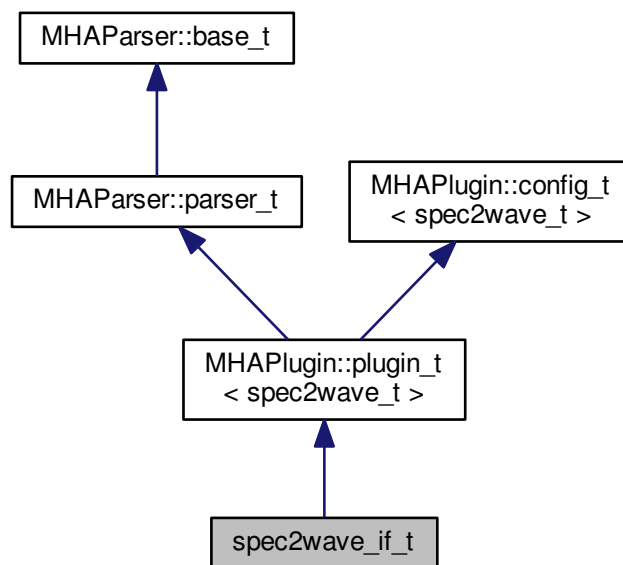 MHAParser::base_t
MHAParser::parser_t
MHAPlugin::config_t
< spec2wave_t >
MHAPlugin::plugin_t
< spec2wave_t >
spec2wave_if_t